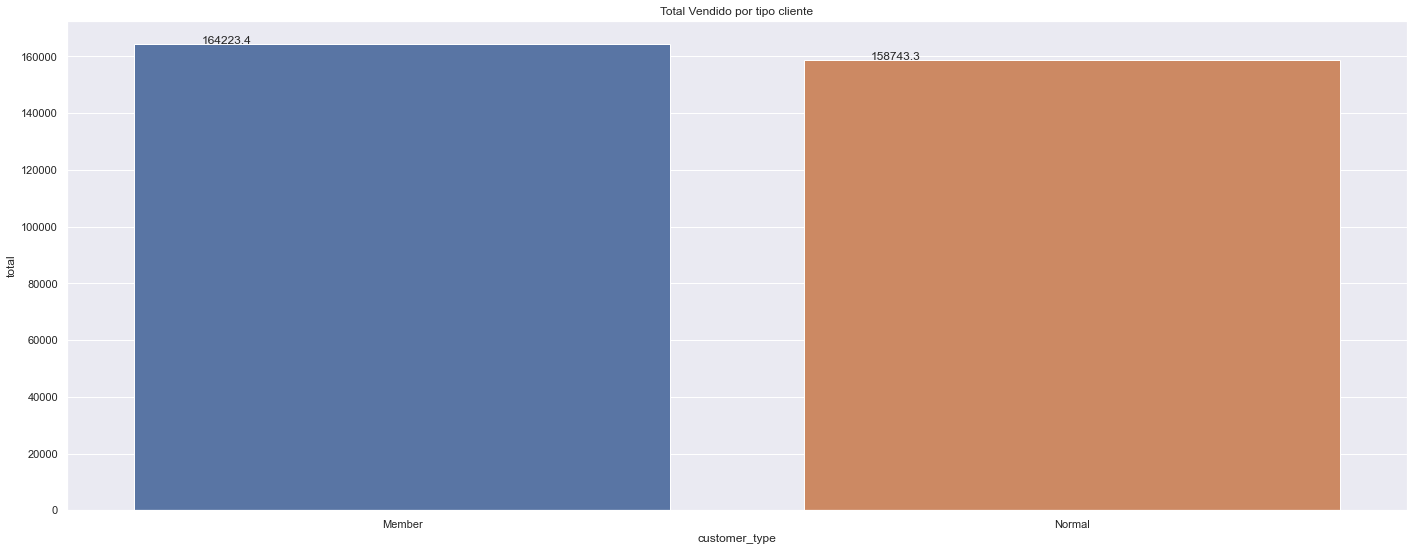 Total Vendido por tipo cliente
164223.4
158743.3
160000
140000
120000
100000
80000
60000
40000
20000
0
total
Member
Normal
customer_type